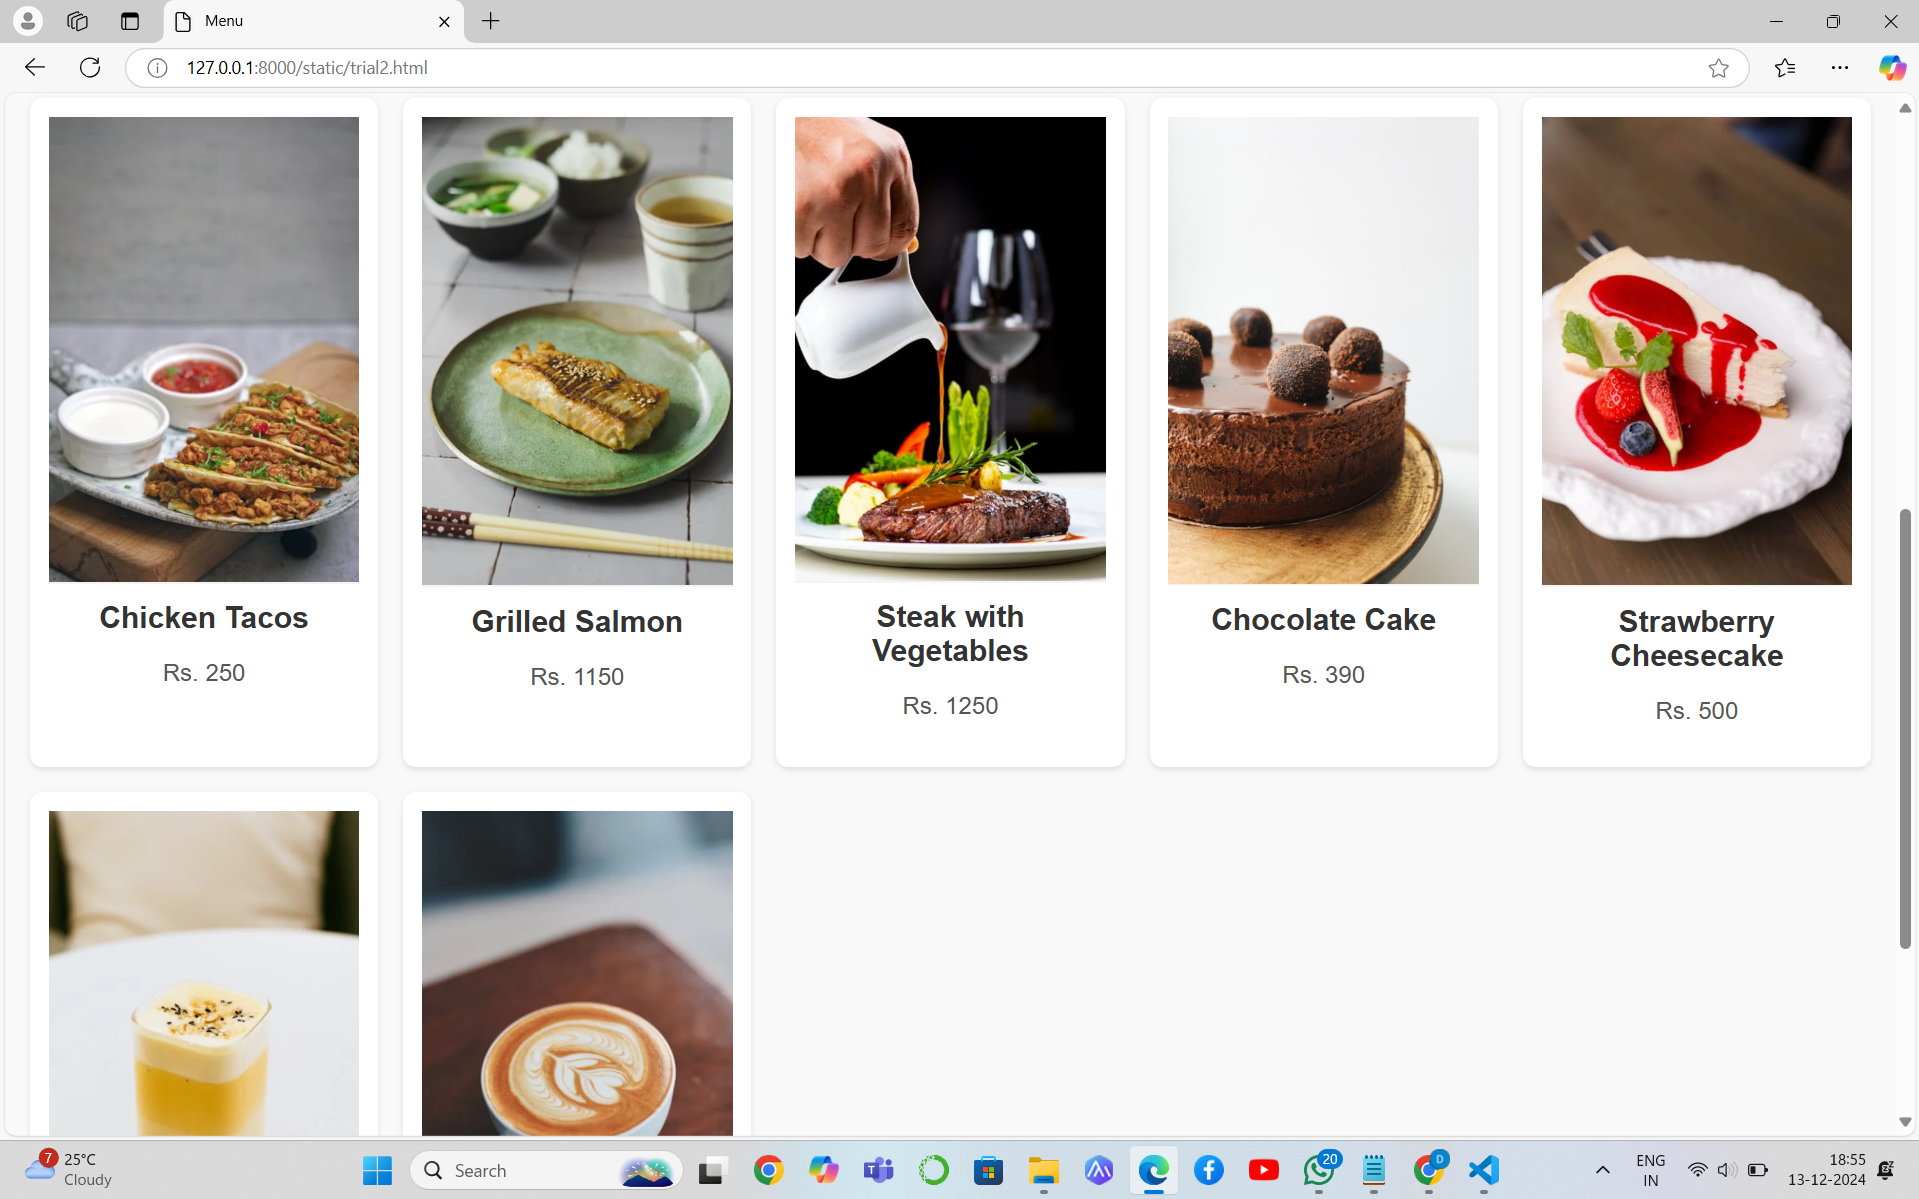 Menu
127.0.0.1:8000/static/trial2.html
Chicken Tacos
Rs. 250
Grilled Salmon
Rs. 1150
Steak with
Vegetables
Rs. 1250
Chocolate Cake
Rs. 390
Strawberry
Cheesecake
Rs. 500
7
25°C
Cloudy
Search
20
D
ENG
IN
18:55
13-12-2024